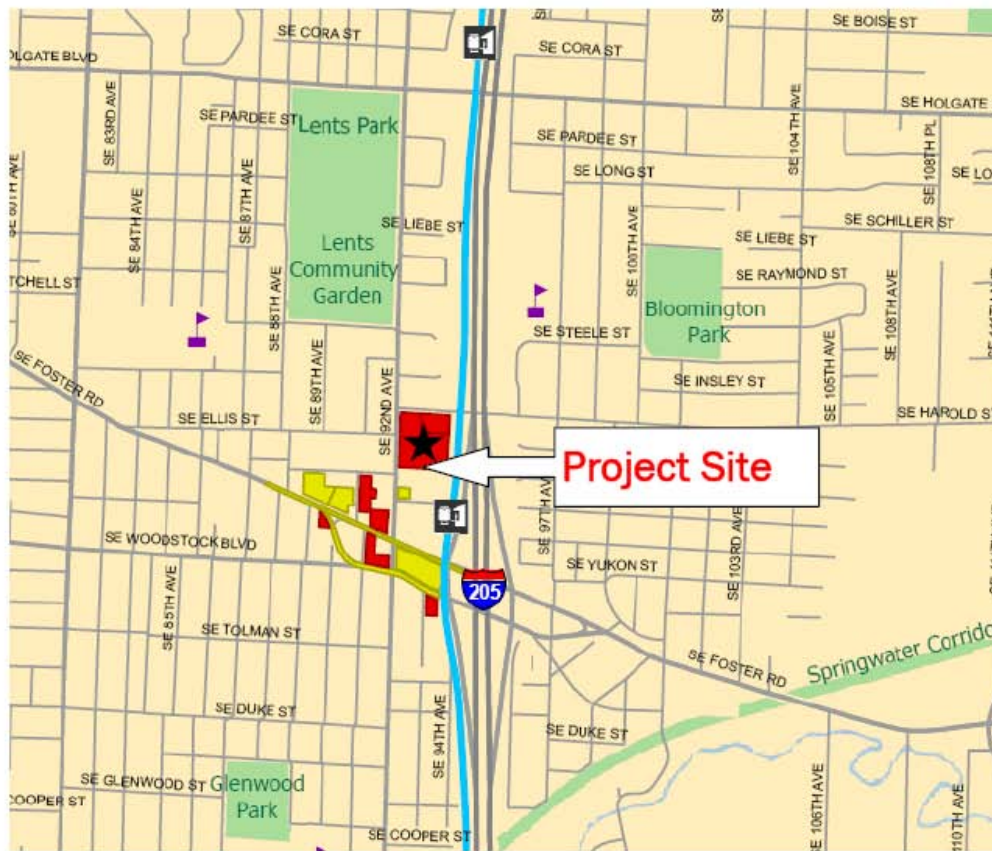 SE CORA ST
SE BOISE ST
SE CORA ST
OLGATE BLVD
SE HOLGATE
SE 83RD AVE
SE PARDEE ST
Lents Park
SE PARDEE ST
SE 104TH AVE
SE 108TH PL
SE LONG ST
SE LO
SE 87TH AVE
SE 84TH AVE
SE LIEBE ST
SE SCHILLER ST
SE LIEBE ST
Lents
Community
Garden
SE 100TH AVE
SE RAYMOND ST
TCHELL ST
SE 88TH AVE
Bloomington
Park
SE 108TH AVE
SE STEELE ST
SE FOSTER RD
SE 89TH AVE
SE 92ND AVE
SE INSLEY ST
SE 105TH AVE
SE ELLIS ST
SE HAROLD ST
Project Site
SE 97TH AVE
SE 103RD AVE
SE WOODSTOCK BLVD
SE YUKON ST
205
SE 85TH AVE
SE TOLMAN ST
SE FOSTER RD
Springwater Corrido
SE DUKE ST
SE 94TH AVE
SE DUKE ST
SE GLENWOOD ST
Glenwood
Park
COOPER ST
SE COOPER ST
SE 106TH AVE
110TH AVE